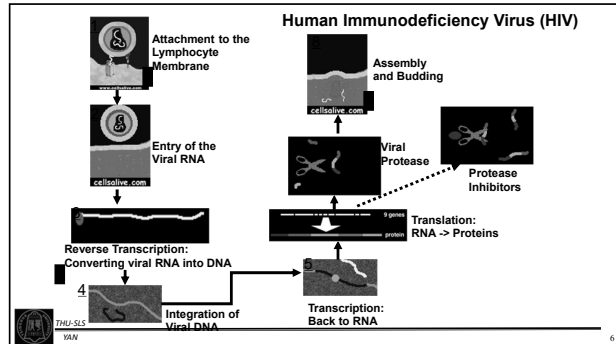 Human Immunodeficiency Virus (HIV)
1
Attachment to the
Lymphocyte
Membrane
www.cellsalive.com
Entry of the
Viral RNA
cellsalive.com
Reverse Transcription:
Converting viral RNA into DNA
4
Integration of
Viral DNA
5
Transcription:
Back to RNA
9 genes
protein
Translation:
RNA -> Proteins
Viral
Protease
Protease
Inhibitors
Assembly
and Budding
cellsalive.com
THU-SLS
YAN
6